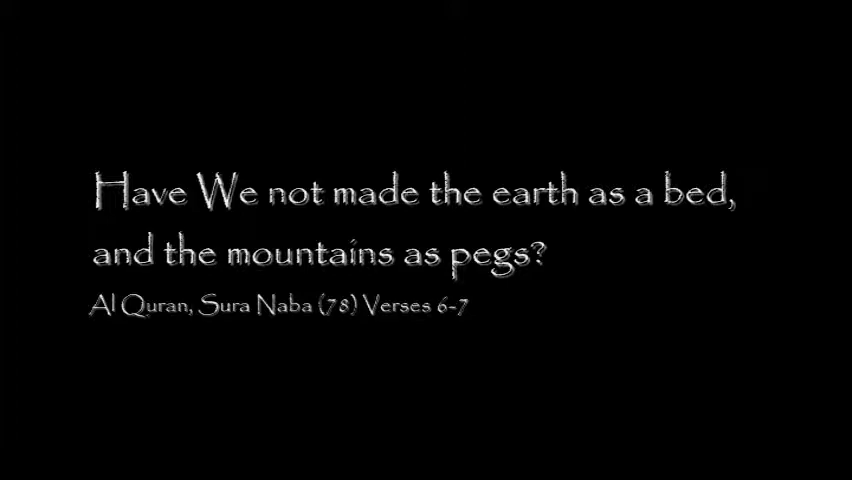 Have We not made the earth as a bed,
and the mountains as pegs?
Al Quran, Sura Naba (78) Verses 6-7